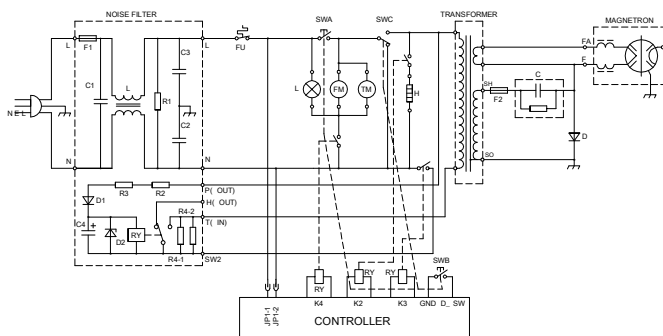 NOISE FILTER
SWA
SWC
TRANSFORMER
MAGNETRON
L
F1
L
FU
FA
F
C3
C1
L
R1
L
FM
TM
H
SH
F2
C
N E L
C2
D
N
N
SO
P( OUT)
R3
R2
H( OUT)
D1
R4-2
T( IN)
C4
+
D2
RY
R4-1
SW2
RY
RY
RY
SWB
JP1-1
JP1-2
K4
K2
K3
GND
D_ SW
CONTROLLER